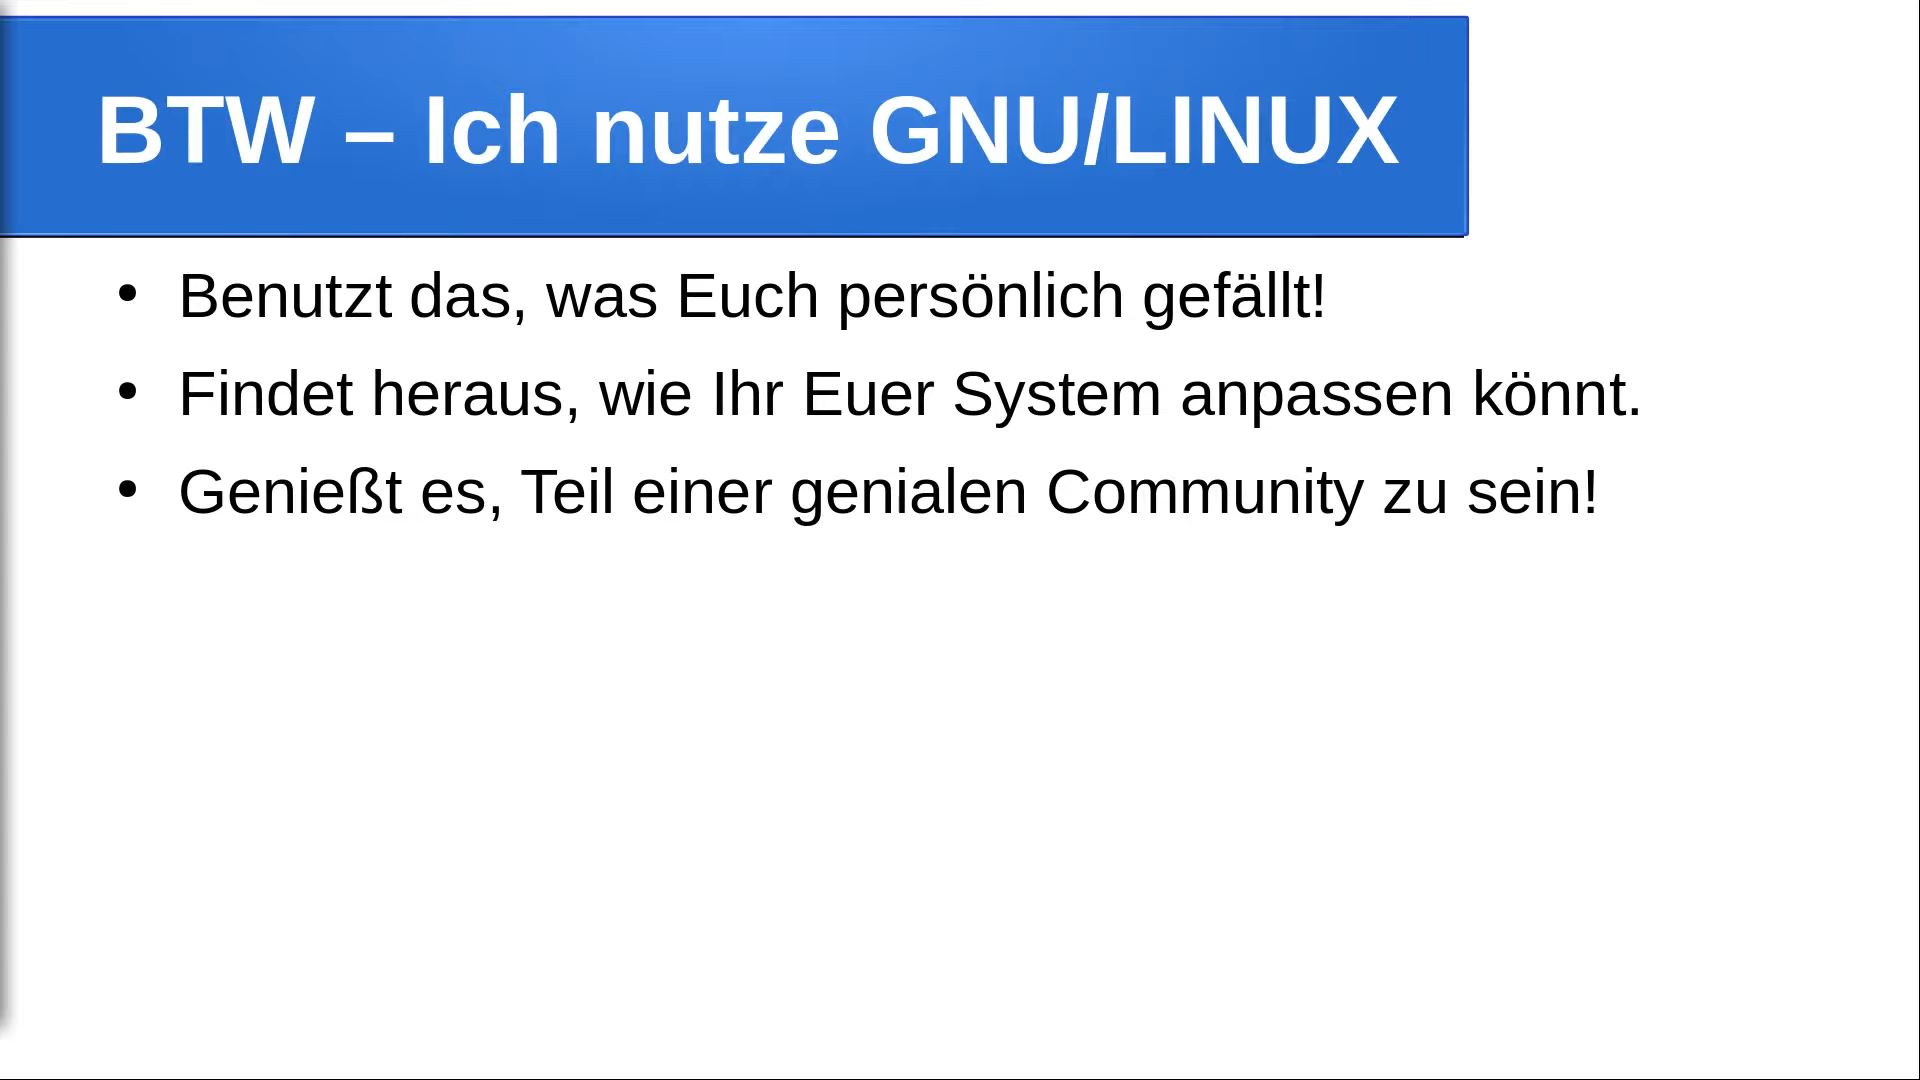 BTW – Ich nutze GNU/LINUX
• Benutzt das, was Euch persönlich gefällt!
• Findet heraus, wie Ihr Euer System anpassen könnt.
• Genießt es, Teil einer genialen Community zu sein!